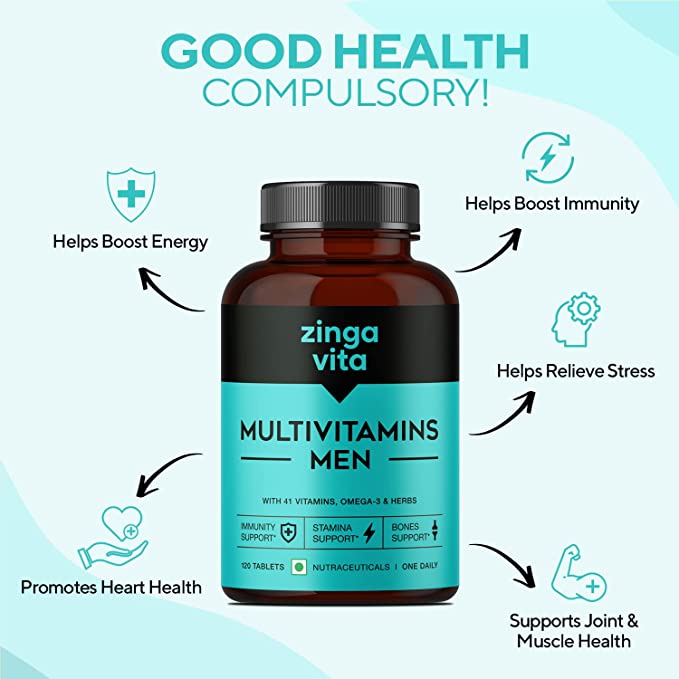 GOOD HEALTH
COMPULSORY!
Helps Boost Energy
Helps Boost Immunity
Helps Relieve Stress
Promotes Heart Health
Supports Joint &
Muscle Health
zinga
vita
MULTIVITAMINS
MEN
WITH 41 VITAMINS, OMEGA-3 & HERBS
IMMUNITY
SUPPORT*
STAMINA
SUPPORT*
BONES
SUPPORT*
120 TABLETS NUTRACEUTICALS | ONE DAILY